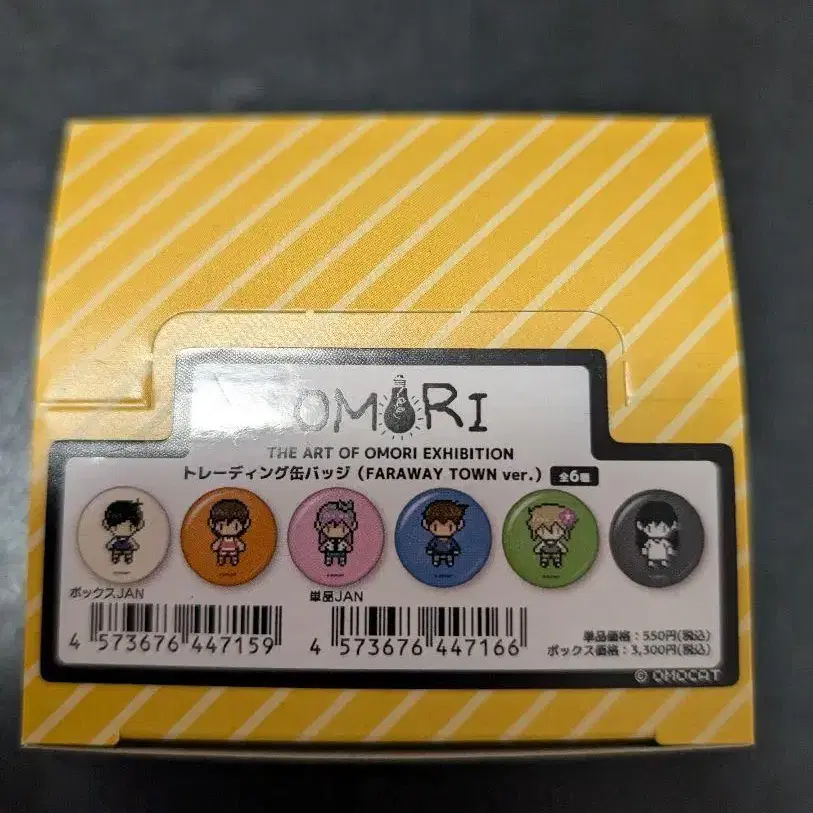 OMORI
THE ART OF OMORI EXHIBITION
トレーディング缶バッジ（FARAWAY TOWN ver.） 全6種
ボックスJAN 単品JAN
4 573676 447159 4 573676 447166
単品価格：550円(税込)
ボックス価格：3,300円(税込)
© OMOCAT